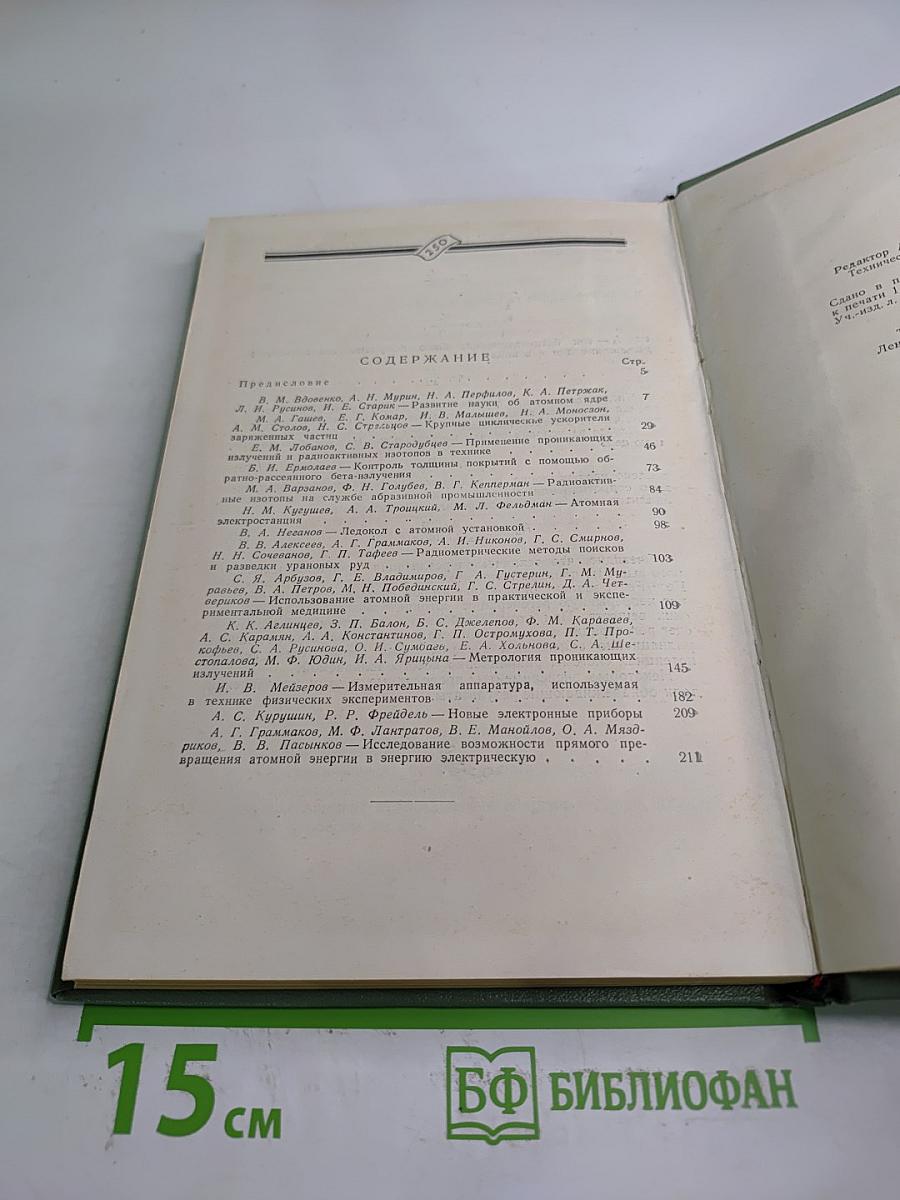 250
СОДЕРЖАНИЕ
Стр.
Предисловие . . . . . . . . . . . . . 5
В. М. Вдовенко, А. Н. Мурин, Н. А. Перфилов, К. А. Петржак,
Л. И. Русинов, И. Е. Старик — Развитие науки об атомном ядре 7
М. А. Гашев, Е. Г. Комар, И. В. Малышев, Н. А. Моносзон,
А. М. Столов, Н. С. Стрельцов — Крупные циклические ускорители
заряженных частиц . . . . . . . . . . . . 29
Е. М. Лобанов, С. В. Стародубцев — Применение проникающих
излучений и радиоактивных изотопов в технике . . . . . . 46
Б. И. Ермолаев — Контроль толщины покрытий с помощью об-
ратно-рассеянного бета-излучения . . . . . . . . . . 73
М. А. Варзанов, Ф. Н. Голубев, В. Г. Кепперман — Радиоактив-
ные изотопы на службе абразивной промышленности . . . . 84
Н. М. Кугушев, А. А. Троицкий, М. Л. Фельдман — Атомная
электростанция . . . . . . . . . . . . . 90
В. А. Неганов — Ледокол с атомной установкой . . . . . 98
В. В. Алексеев, А. Г. Граммаков, А. И. Никонов, Г. С. Смирнов,
Н. Н. Сочеванов, Г. П. Тафеев — Радиометрические методы поисков
и разведки урановых руд . . . . . . . . . . . 103
С. Я. Арбузов, Г. Е. Владимиров, Г. А. Густерин, Г. М. Му-
равьев, В. А. Петров, М. Н. Побединский, Г. С. Стрелин, Д. А. Чет-
вериков — Использование атомной энергии в практической и экспе-
риментальной медицине . . . . . . . . . . . . 109
К. К. Аглинцев, З. П. Балон, Б. С. Джелепов, Ф. М. Караваев,
А. С. Карамян, А. А. Константинов, Г. П. Остромухова, П. Т. Про-
кофьев, С. А. Русинова, О. И. Сумбаев, Е. А. Хольнова, С. А. Ше-
стопалова, М. Ф. Юдин, И. А. Ярицына — Метрология проникающих
излучений . . . . . . . . . . . . . . 145
И. В. Мейзеров — Измерительная аппаратура, используемая
в технике физических экспериментов . . . . . . . . . 182
А. С. Курушин, Р. Р. Фрейдель — Новые электронные приборы 209
А. Г. Граммаков, М. Ф. Лантратов, В. Е. Манойлов, О. А. Мязд-
риков, В. В. Пасынков — Исследование возможности прямого пре-
вращения атомной энергии в энергию электрическую . . . . . 211
Редактор
Техничес
Сдано в п
к печати 1
Уч.-изд. л.
Лен
15 см
БФ БИБЛИОФАН